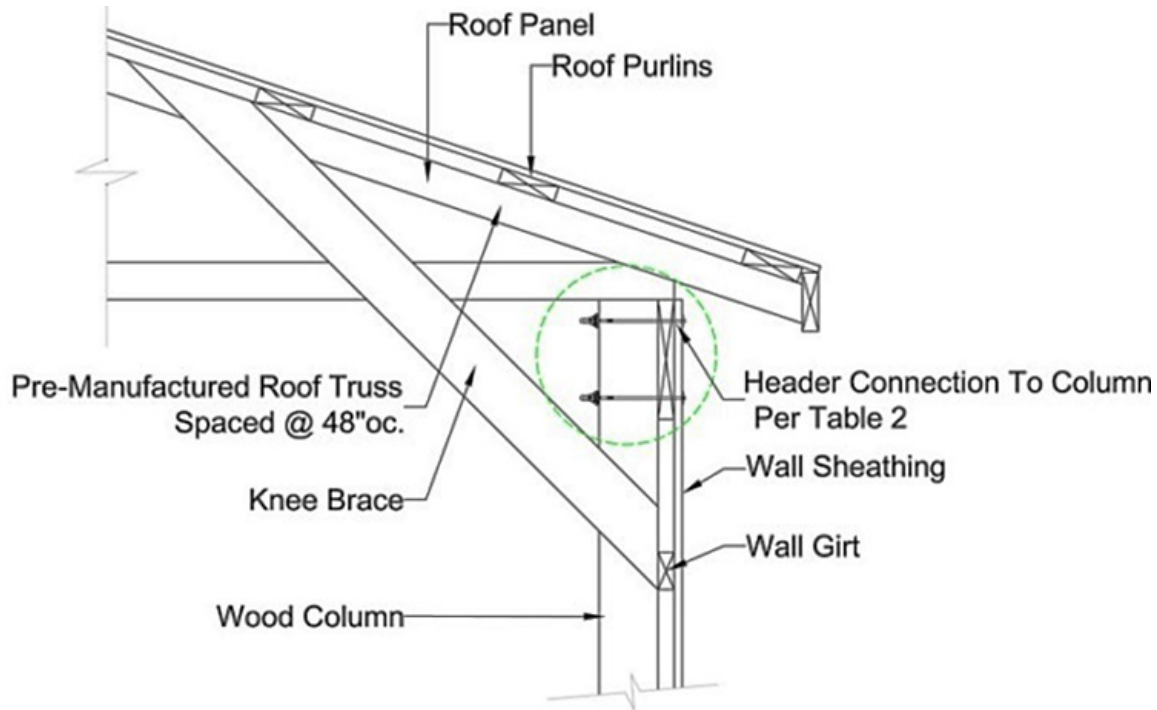 Roof Panel
Roof Purlins
Pre-Manufactured Roof Truss
Spaced @ 48"oc.
Header Connection To Column
Per Table 2
Wall Sheathing
Knee Brace
Wall Girt
Wood Column